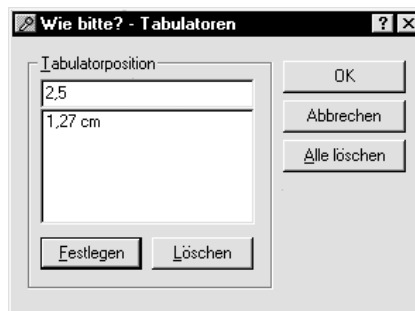 Wie bitte? - Tabulatoren
Tabulatorposition
2,5
1,27 cm
Festlegen
Löschen
OK
Abbrechen
Alle löschen